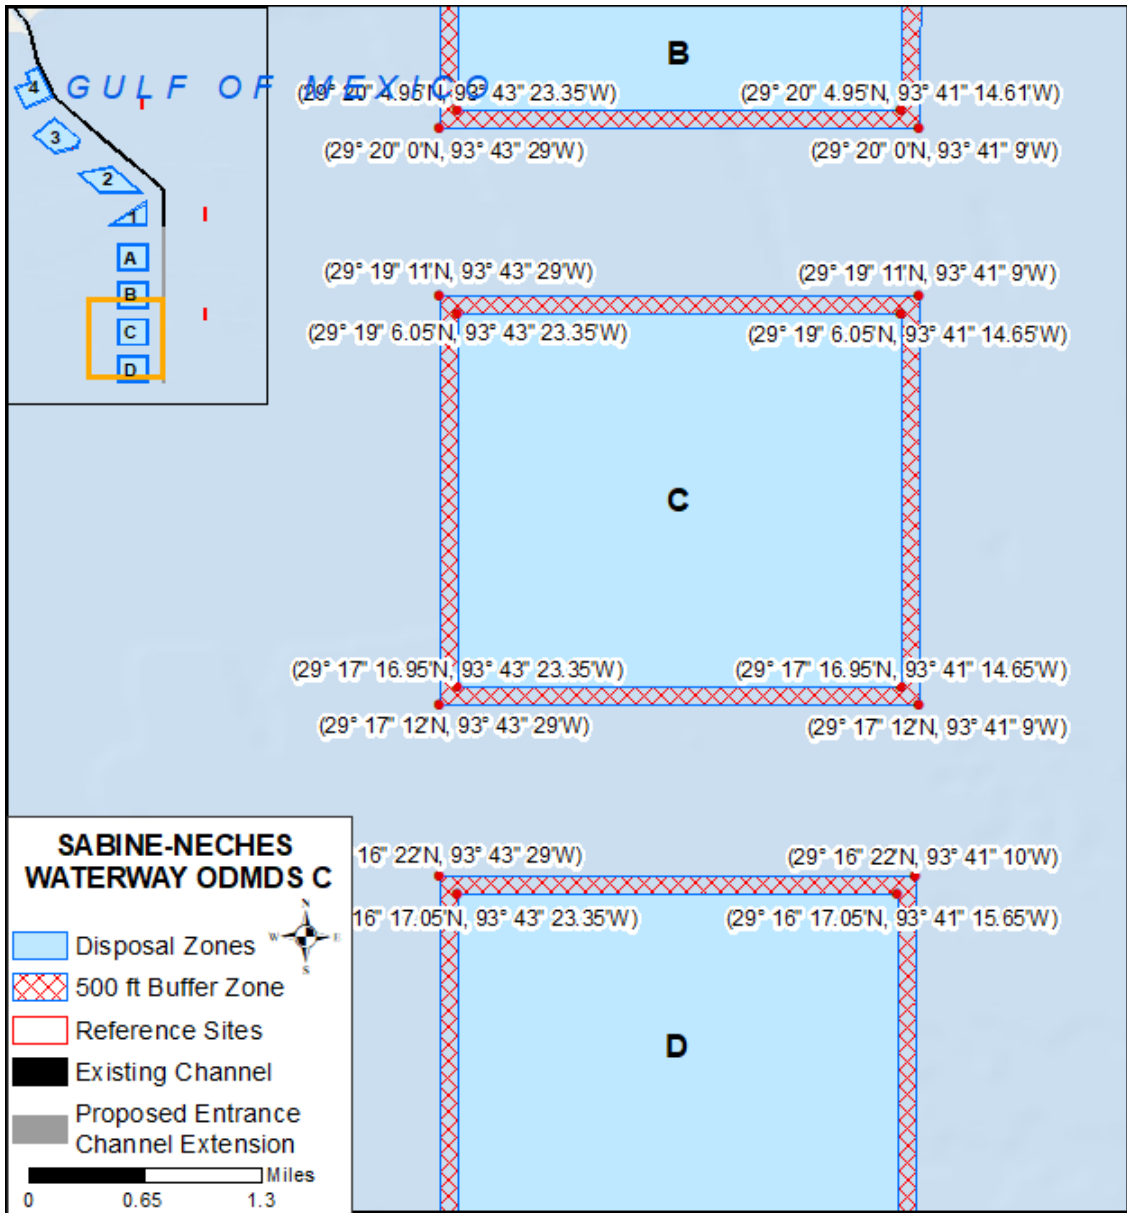 B
GULF OF MEXICO
(29° 20" 4.95'N, 93° 43" 23.35'W)
(29° 20" 4.95'N, 93° 41" 14.61'W)
4
3
(29° 20" 0'N, 93° 43" 29'W)
(29° 20" 0'N, 93° 41" 9'W)
2
1
A
B
C
D
(29° 19" 11'N, 93° 43" 29'W)
(29° 19" 11'N, 93° 41" 9'W)
(29° 19" 6.05'N, 93° 43" 23.35'W)
(29° 19" 6.05'N, 93° 41" 14.65'W)
C
(29° 17" 16.95'N, 93° 43" 23.35'W)
(29° 17" 16.95'N, 93° 41" 14.65'W)
(29° 17" 12'N, 93° 43" 29'W)
(29° 17" 12'N, 93° 41" 9'W)
16" 22'N, 93° 43" 29'W)
(29° 16" 22'N, 93° 41" 10'W)
16" 17.05'N, 93° 43" 23.35'W)
(29° 16" 17.05'N, 93° 41" 15.65'W)
D
SABINE-NECHES
WATERWAY ODMDS C
N
W E
S
Disposal Zones
500 ft Buffer Zone
Reference Sites
Existing Channel
Proposed Entrance
Channel Extension
Miles
0 0.65 1.3